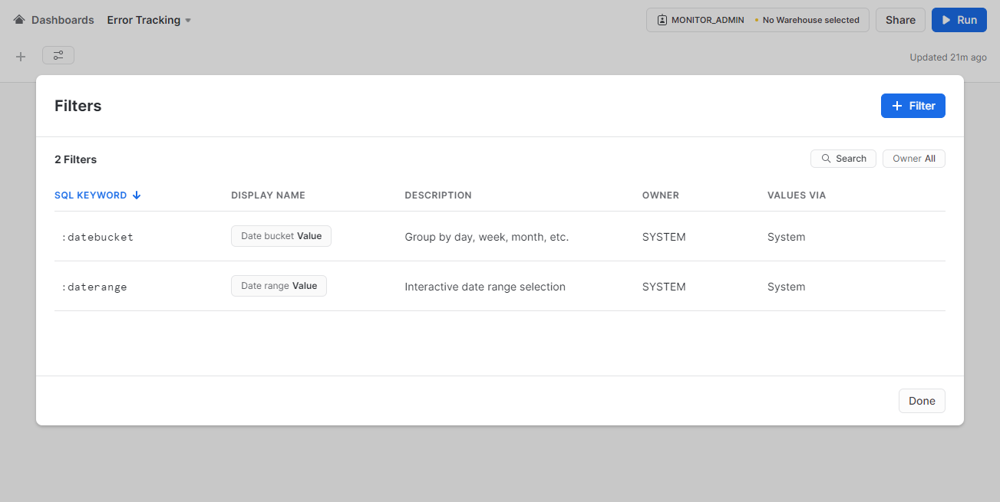 Dashboards Error Tracking
MONITOR_ADMIN • No Warehouse selected
Share
Run
Updated 21m ago
Filters
+ Filter
2 Filters
Search
Owner All
SQL KEYWORD DISPLAY NAME DESCRIPTION OWNER VALUES VIA
:datebucket Date bucket Value Group by day, week, month, etc. SYSTEM System
:daterange Date range Value Interactive date range selection SYSTEM System
Done